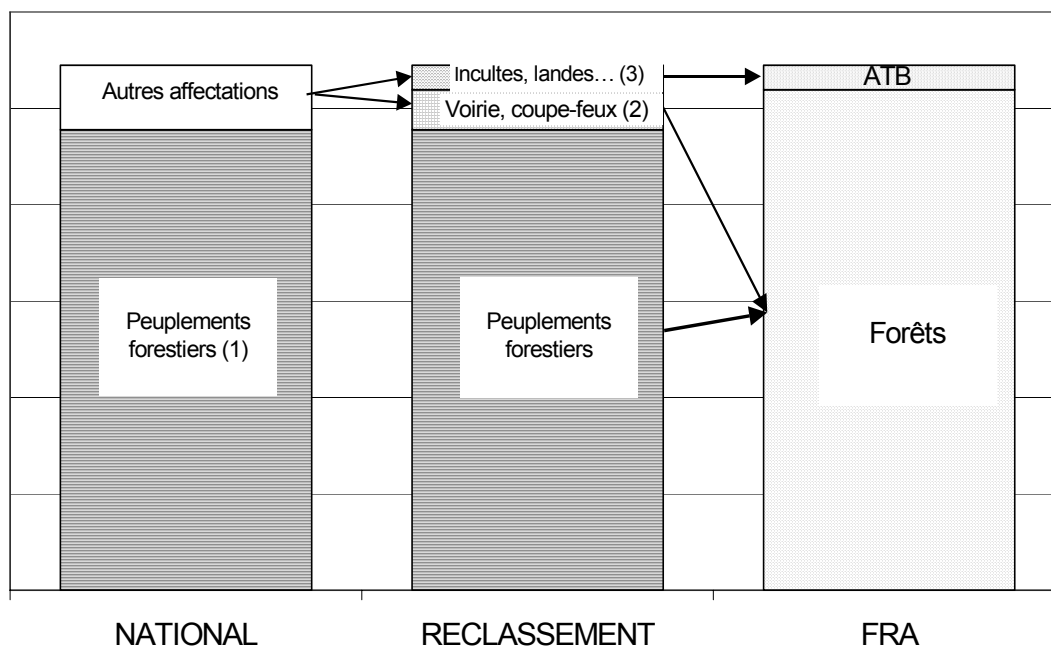 Autres affectations
Incultes, landes… (3)
Voirie, coupe-feux (2)
ATB
Peuplements
forestiers (1)
Peuplements
forestiers
Forêts
NATIONAL
RECLASSEMENT
FRA